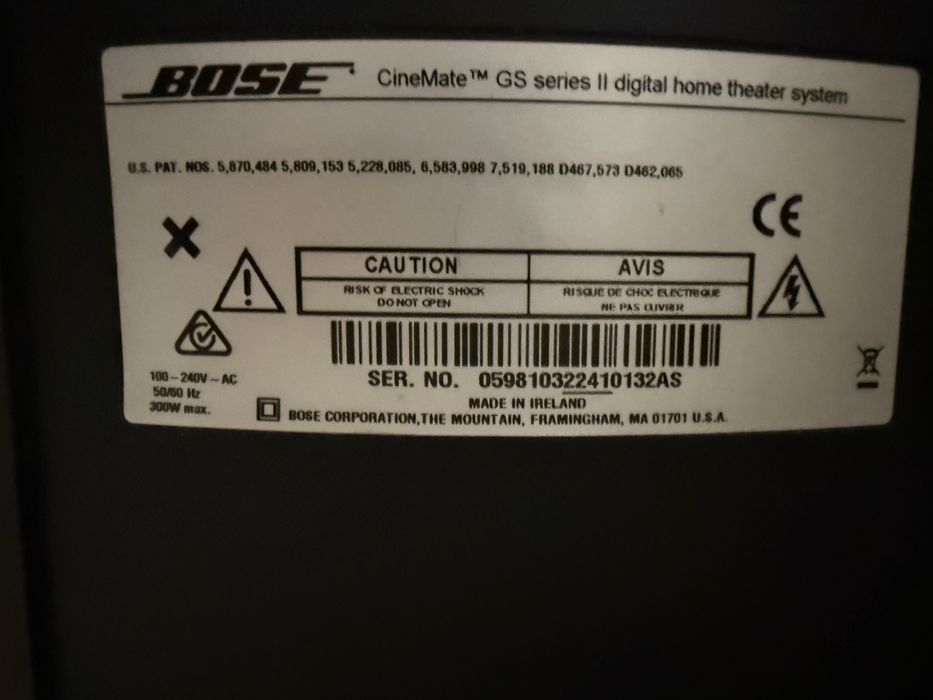 BOSE CineMate™ GS series II digital home theater system
U.S. PAT. NOS. 5,870,484 5,809,153 5,228,085, 6,583,998 7,519,188 D467,573 D462,065
CE
CAUTION
RISK OF ELECTRIC SHOCK
DO NOT OPEN
AVIS
RISQUE DE CHOC ELECTRIQUE
NE PAS OUVRIR
100-240V~AC
50/60 Hz
300W max.
SER. NO. 059810322410132AS
MADE IN IRELAND
BOSE CORPORATION,THE MOUNTAIN, FRAMINGHAM, MA 01701 U.S.A.